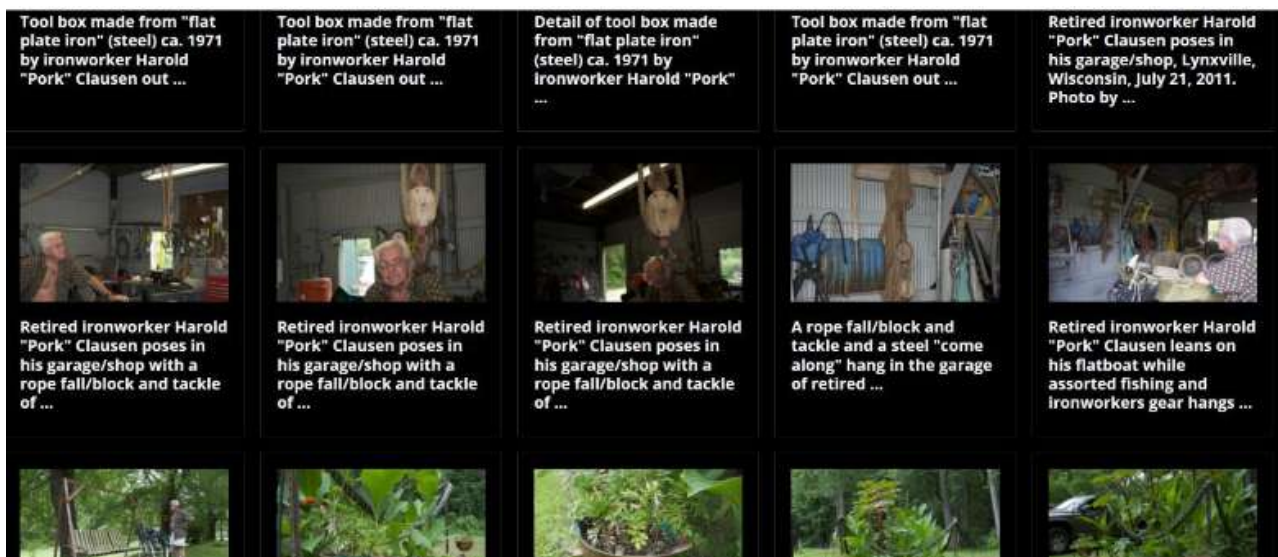 Tool box made from "flat
plate iron" (steel) ca. 1971
by ironworker Harold
"Pork" Clausen out ...
Tool box made from "flat
plate iron" (steel) ca. 1971
by ironworker Harold
"Pork" Clausen out ...
Detail of tool box made
from "flat plate iron"
(steel) ca. 1971 by
ironworker Harold "Pork"
...
Tool box made from "flat
plate iron" (steel) ca. 1971
by ironworker Harold
"Pork" Clausen out ...
Retired ironworker Harold
"Pork" Clausen poses in
his garage/shop, Lynxville,
Wisconsin, July 21, 2011.
Photo by ...
Retired ironworker Harold
"Pork" Clausen poses in
his garage/shop with a
rope fall/block and tackle
of ...
Retired ironworker Harold
"Pork" Clausen poses in
his garage/shop with a
rope fall/block and tackle
of ...
Retired ironworker Harold
"Pork" Clausen poses in
his garage/shop with a
rope fall/block and tackle
of ...
A rope fall/block and
tackle and a steel "come
along" hang in the garage
of retired ...
Retired ironworker Harold
"Pork" Clausen leans on
his flatboat while
assorted fishing and
ironworkers gear hangs ...